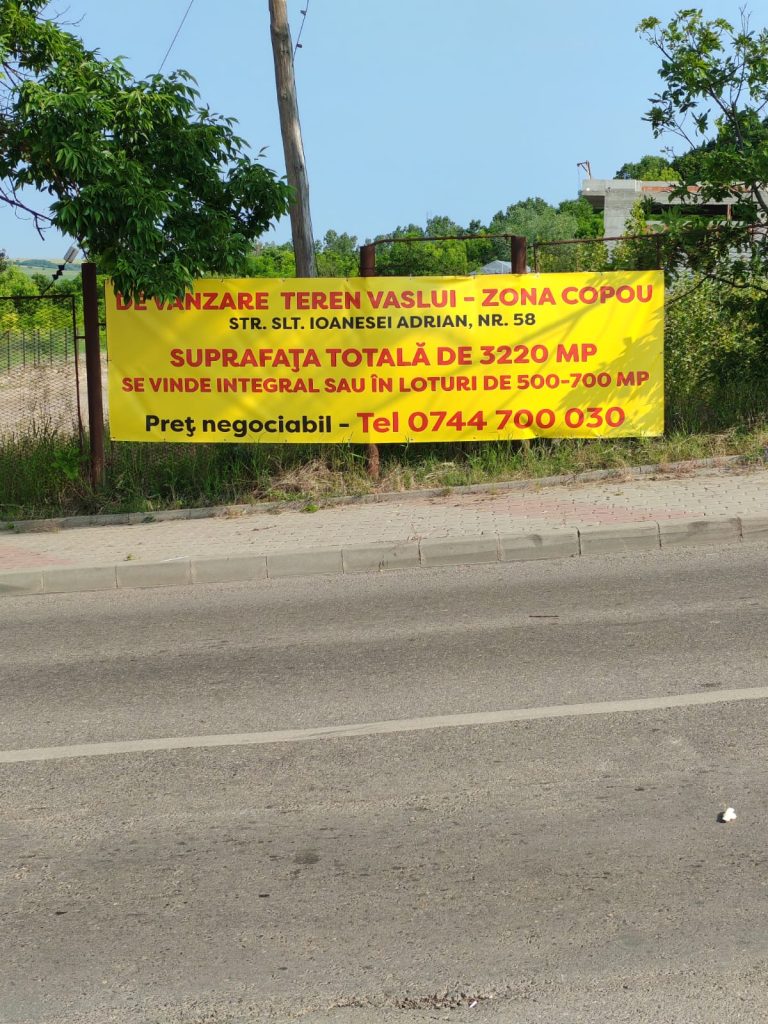 DE VANZARE TEREN VASLUI - ZONA COPOU
STR. SLT. IOANESEI ADRIAN, NR. 58
SUPRAFAŢA TOTALĂ DE 3220 MP
SE VINDE INTEGRAL SAU ÎN LOTURI DE 500-700 MP
Preţ negociabil - Tel 0744 700 030